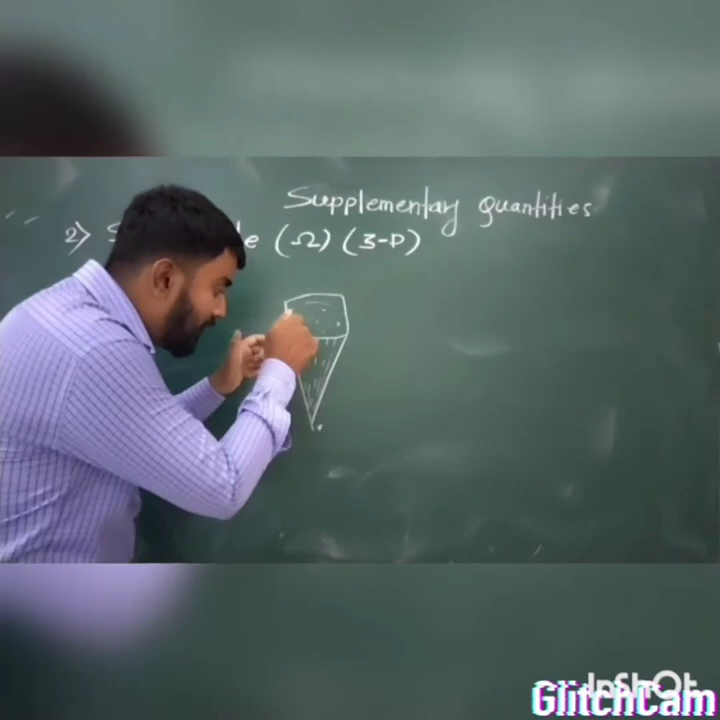 Supplementary quantities
2) (Ω) (3-D)
InShOt
GlitchCam